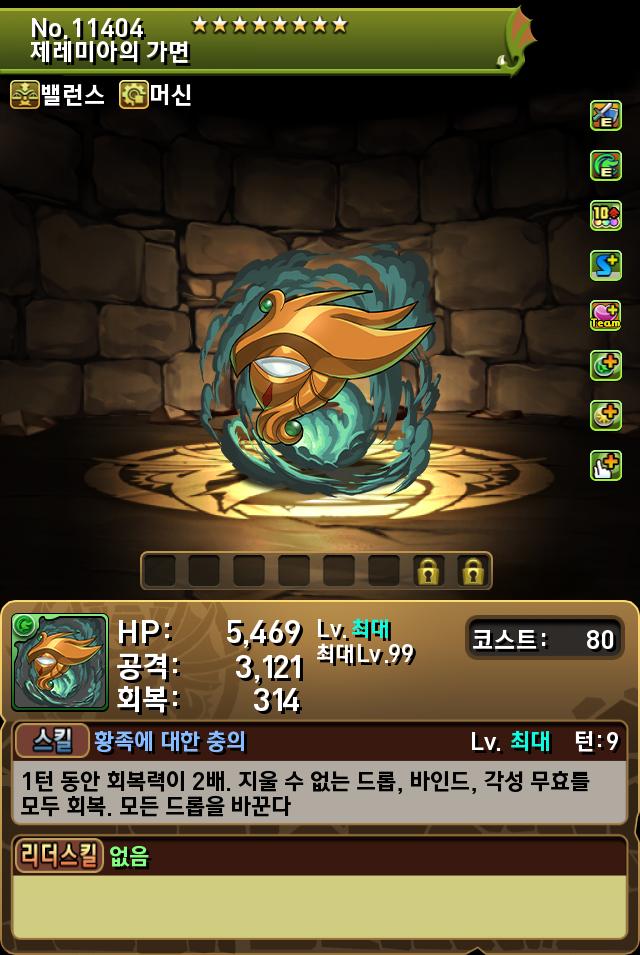 No.11404
제레미아의 가면
밸런스 머신
E
E
10
Team
HP: 5,469 Lv.최대
최대Lv.99
공격: 3,121
회복: 314
코스트: 80
스킬 황족에 대한 충의 Lv. 최대 턴:9
1턴 동안 회복력이 2배. 지울 수 없는 드롭, 바인드, 각성 무효를
모두 회복. 모든 드롭을 바꾼다
리더스킬 없음